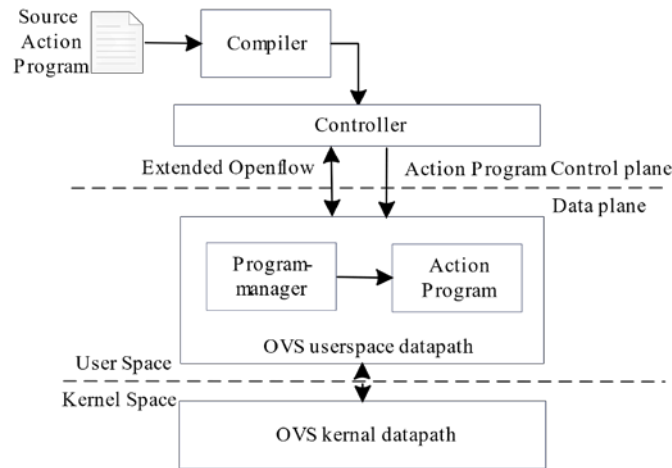 Source
Action
Program
Compiler
Controller
Extended Openflow
Action Program Control plane
Data plane
Program-
manager
Action
Program
OVS userspace datapath
User Space
Kernel Space
OVS kernal datapath